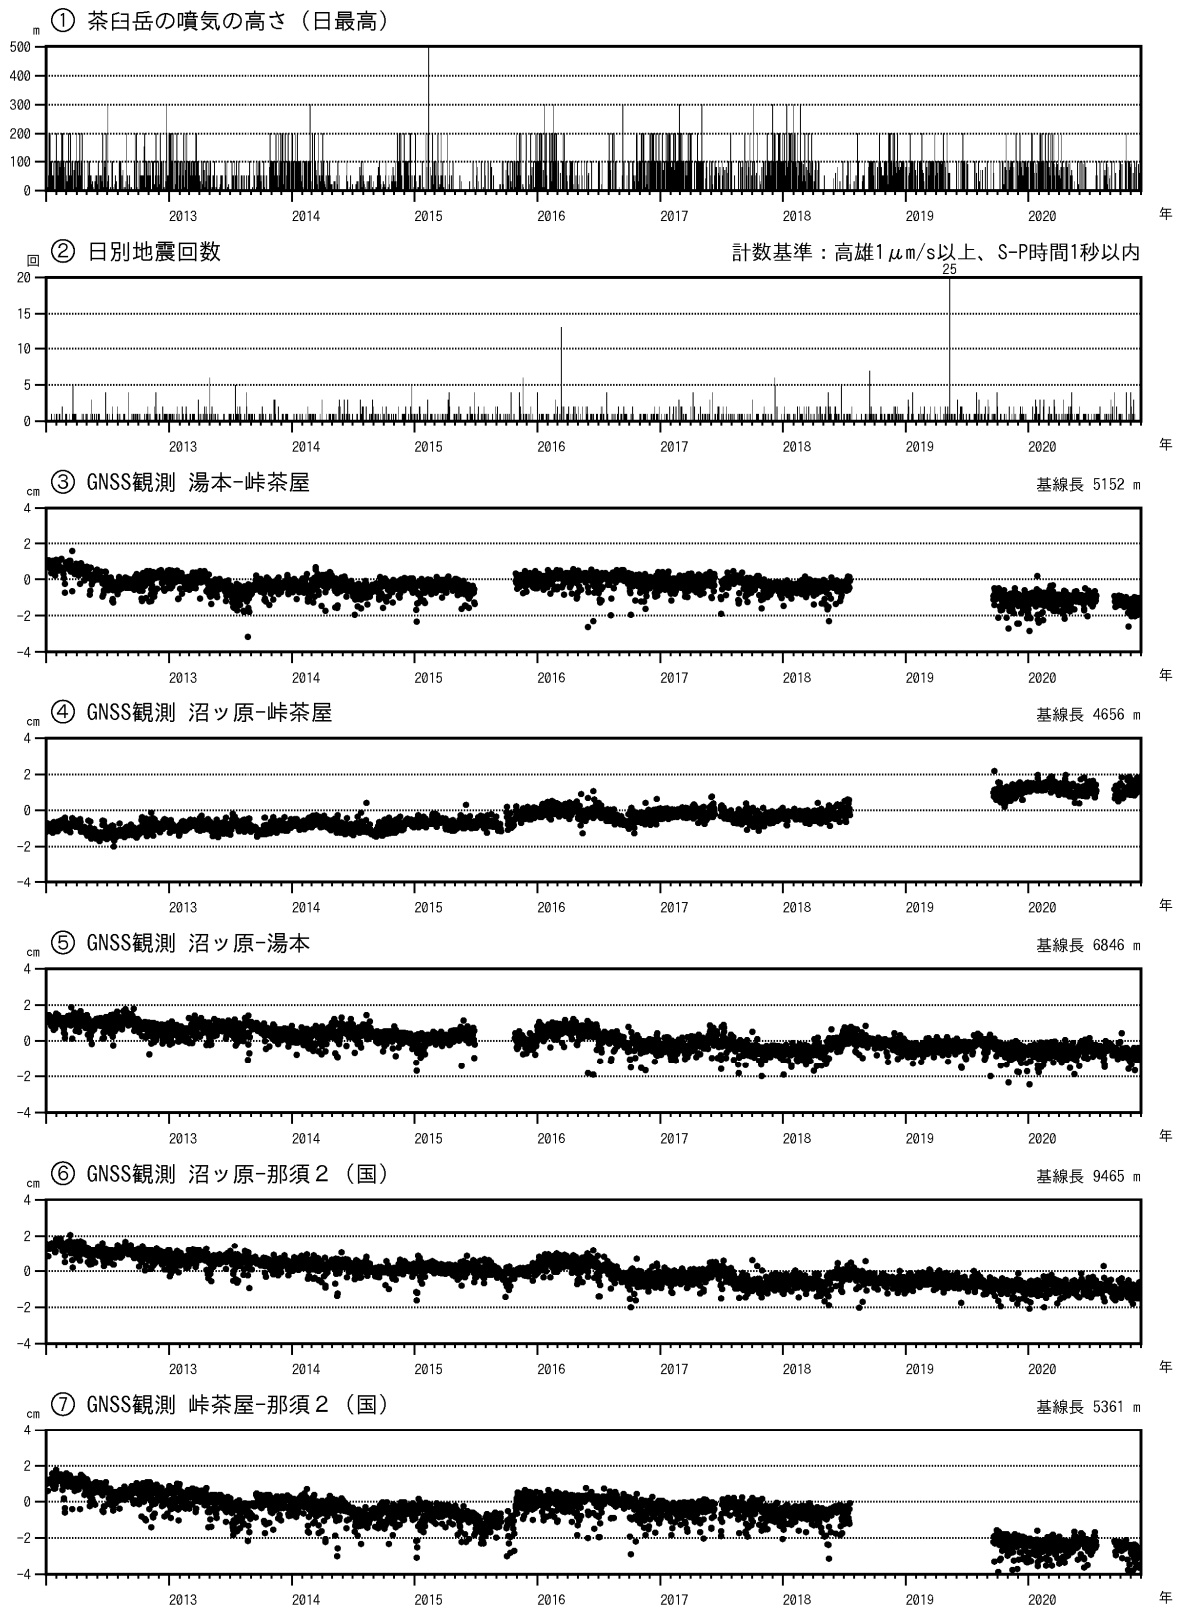 ① 茶臼岳の噴気の高さ（日最高）
m
500
400
300
200
100
0
2013 2014 2015 2016 2017 2018 2019 2020 年
② 日別地震回数 計数基準：高雄1μm/s以上、S-P時間1秒以内
回
25
20
15
10
5
0
2013 2014 2015 2016 2017 2018 2019 2020 年
③ GNSS観測 湯本-峠茶屋 基線長 5152 m
cm
4
2
0
-2
-4
2013 2014 2015 2016 2017 2018 2019 2020 年
④ GNSS観測 沼ッ原-峠茶屋 基線長 4656 m
cm
4
2
0
-2
-4
2013 2014 2015 2016 2017 2018 2019 2020 年
⑤ GNSS観測 沼ッ原-湯本 基線長 6846 m
cm
4
2
0
-2
-4
2013 2014 2015 2016 2017 2018 2019 2020 年
⑥ GNSS観測 沼ッ原-那須２（国） 基線長 9465 m
cm
4
2
0
-2
-4
2013 2014 2015 2016 2017 2018 2019 2020 年
⑦ GNSS観測 峠茶屋-那須２（国） 基線長 5361 m
cm
4
2
0
-2
-4
2013 2014 2015 2016 2017 2018 2019 2020 年